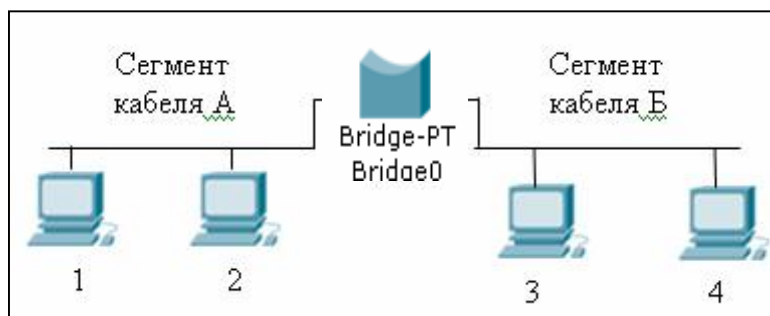 Сегмент
кабеля А
Bridge-PT
Bridge0
Сегмент
кабеля Б
1
2
3
4